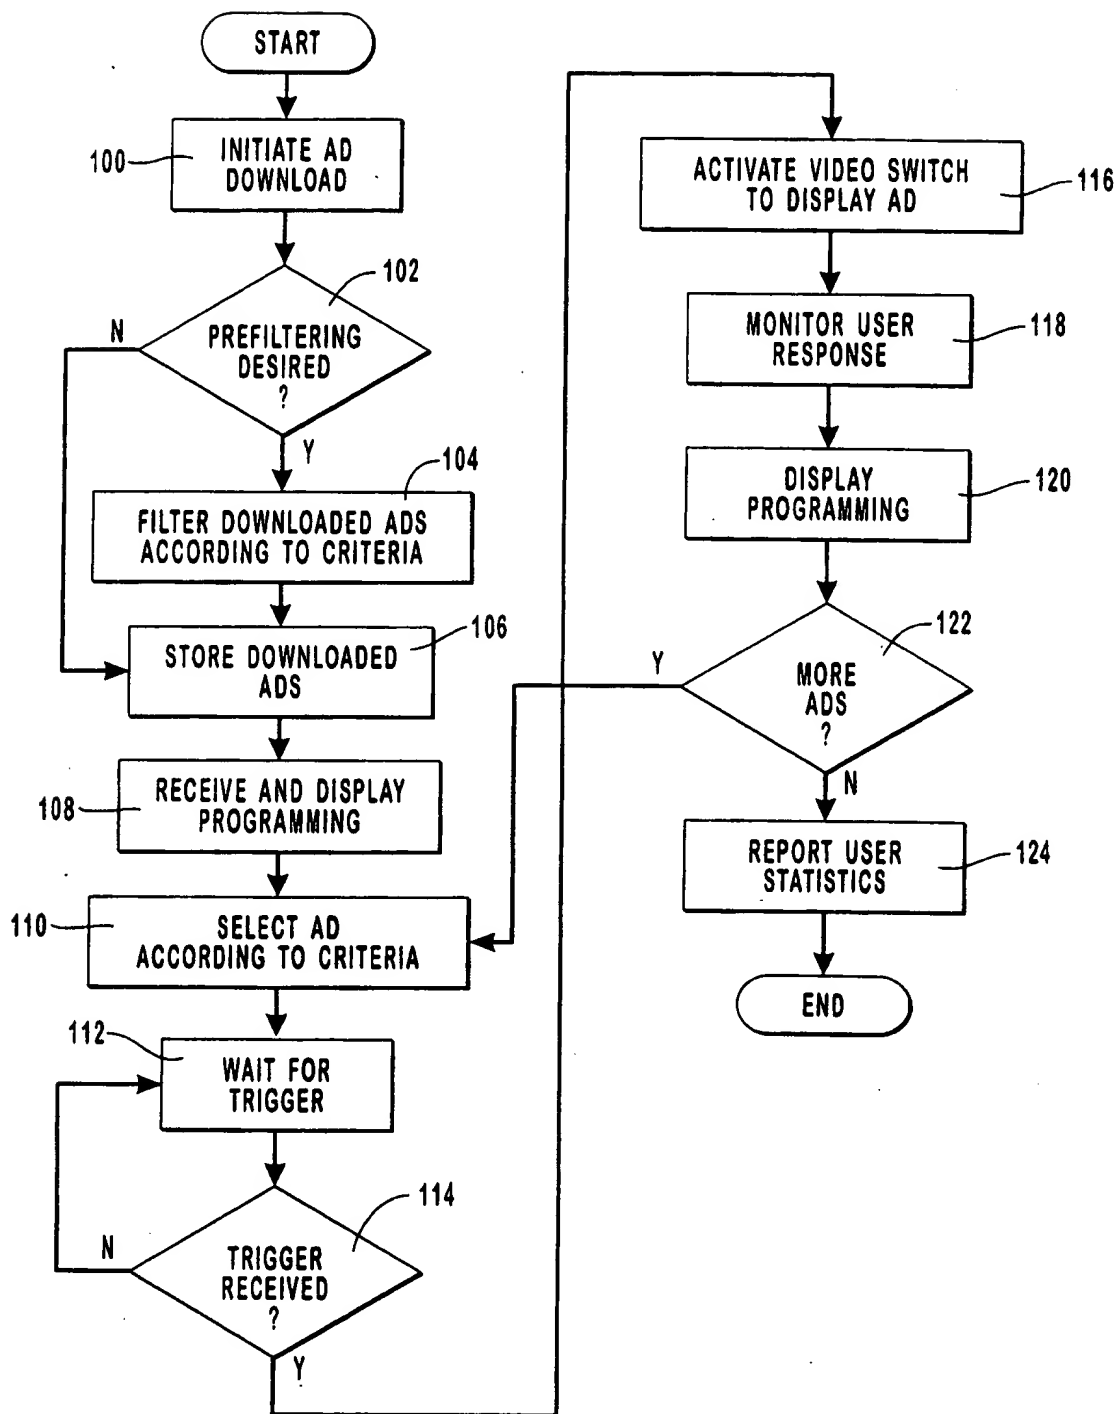 START
100
INITIATE AD
DOWNLOAD
102
N
PREFILTERING
DESIRED
?
Y
104
FILTER DOWNLOADED ADS
ACCORDING TO CRITERIA
106
STORE DOWNLOADED
ADS
108
RECEIVE AND DISPLAY
PROGRAMMING
110
SELECT AD
ACCORDING TO CRITERIA
112
WAIT FOR
TRIGGER
114
N
TRIGGER
RECEIVED
?
Y
ACTIVATE VIDEO SWITCH
TO DISPLAY AD
116
MONITOR USER
RESPONSE
118
DISPLAY
PROGRAMMING
120
122
Y
MORE
ADS
?
N
REPORT USER
STATISTICS
124
END